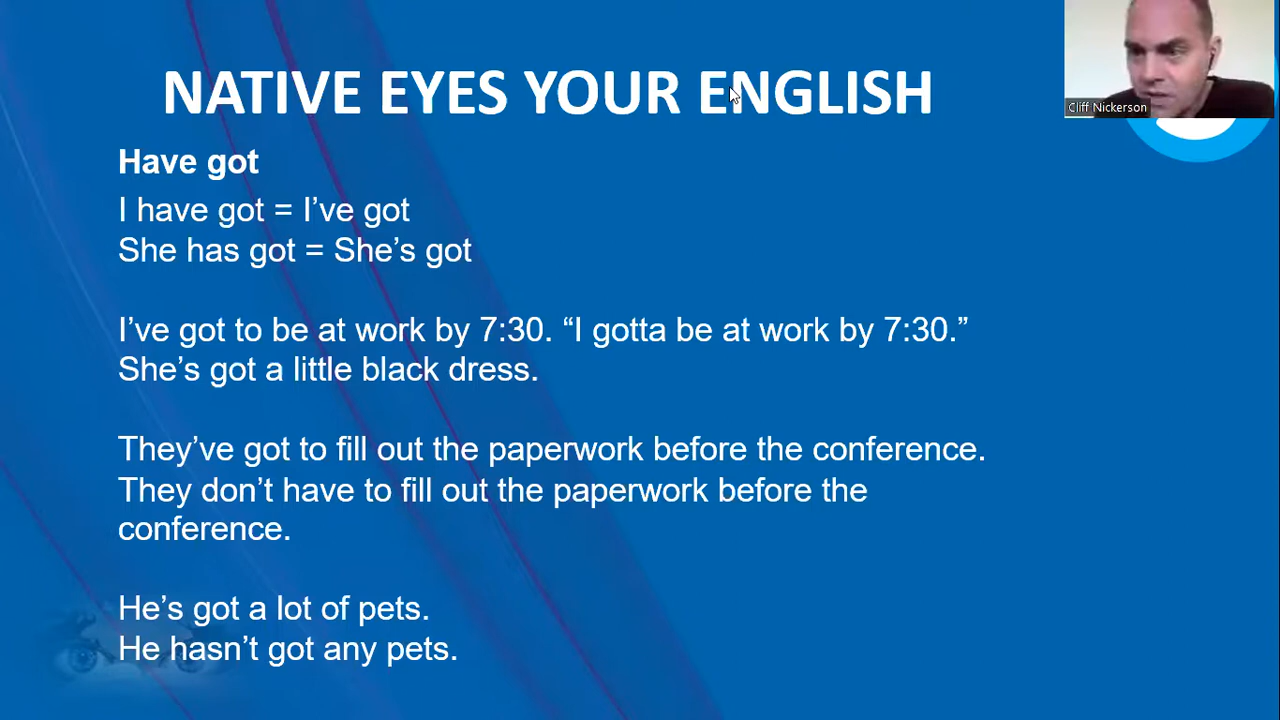 NATIVE EYES YOUR ENGLISH
Cliff Nickerson
Have got
I have got = I’ve got
She has got = She’s got
I’ve got to be at work by 7:30. “I gotta be at work by 7:30.”
She’s got a little black dress.
They’ve got to fill out the paperwork before the conference.
They don’t have to fill out the paperwork before the
conference.
He’s got a lot of pets.
He hasn’t got any pets.